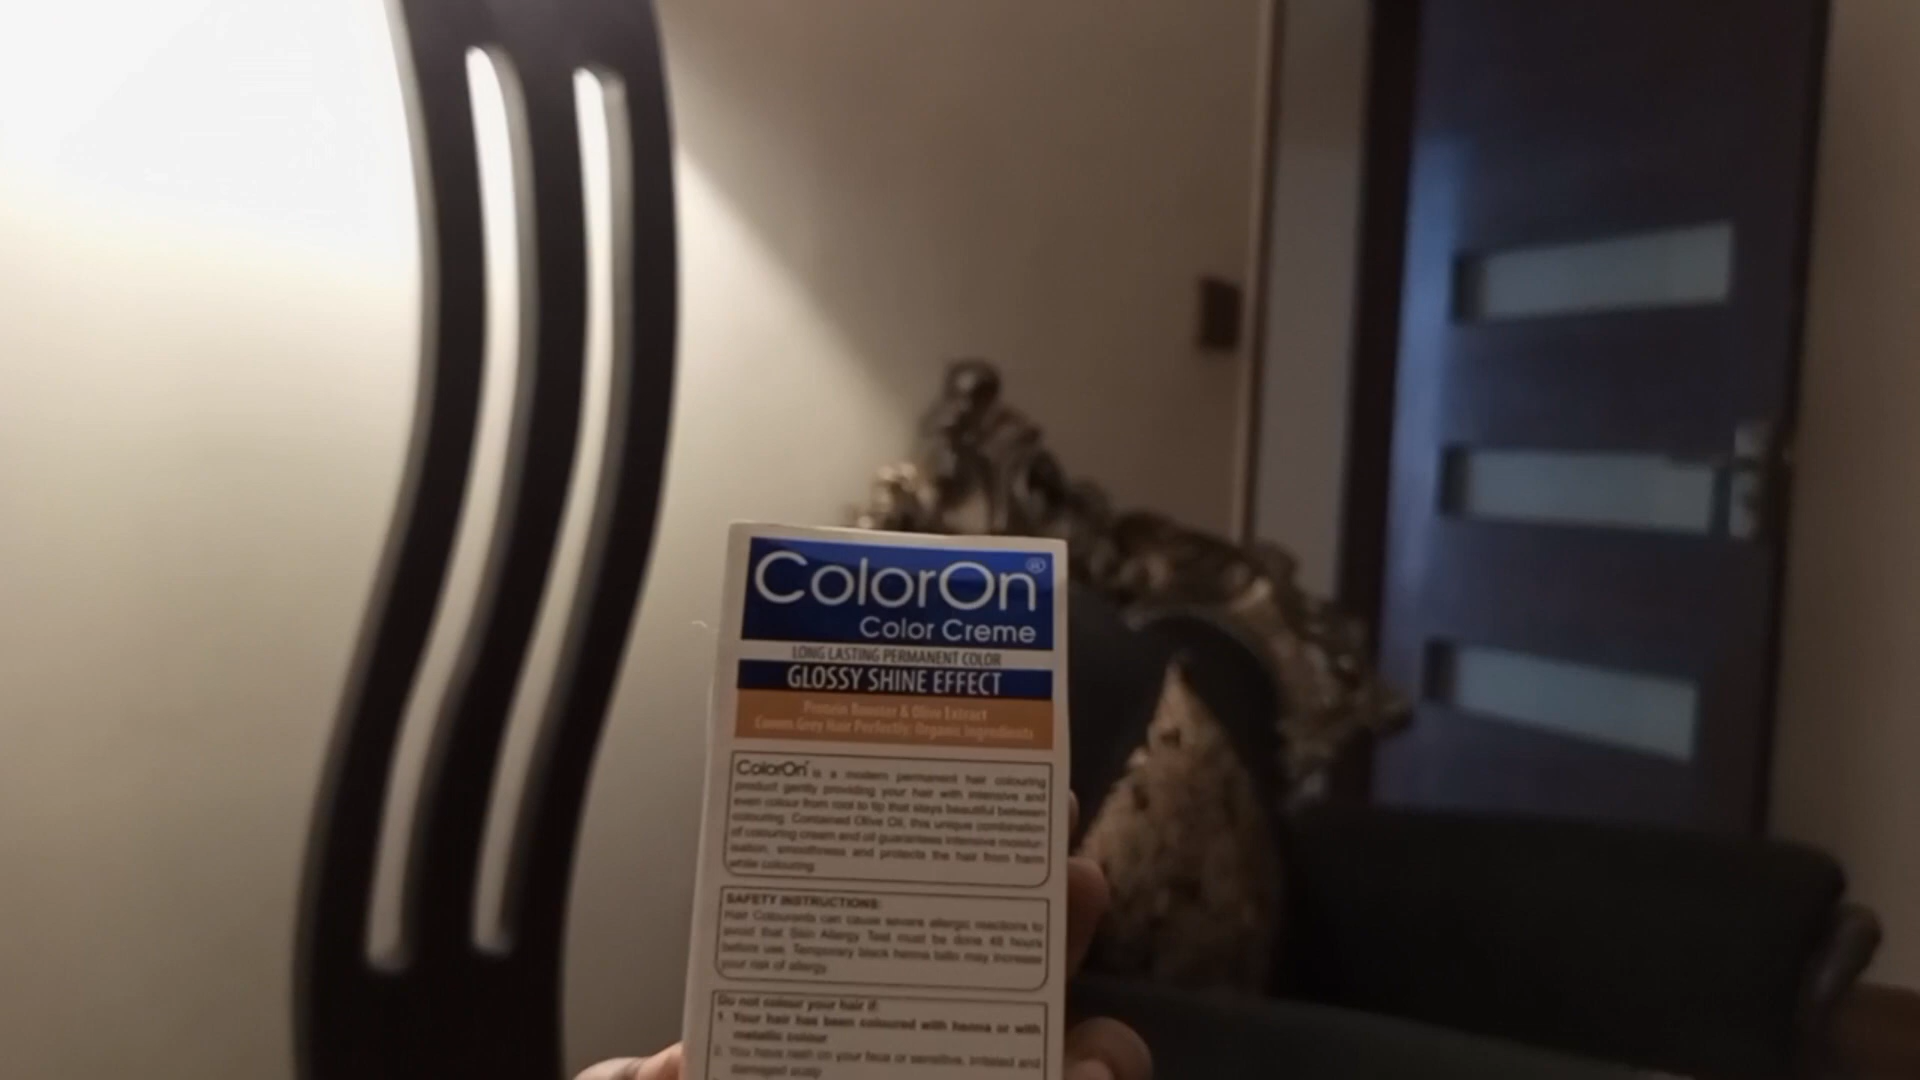 ColorOn®
Color Creme
LONG LASTING PERMANENT COLOR
GLOSSY SHINE EFFECT
Protein Booster & Olive Extract
Covers Grey Hair Perfectly, Organic Ingredients
ColorOn® is a modern permanent hair colouring
product gently providing your hair with intensive and
even colour from root to tip that stays beautiful between
colouring. Contained Olive Oil, this unique combination
of colouring cream and oil guarantees intensive moistur-
isation, smoothness and protects the hair from harm
while colouring.
SAFETY INSTRUCTIONS:
Hair Colourants can cause severe allergic reactions to
avoid that Skin Allergy Test must be done 48 hours
before use. Temporary black henna tatto may increase
your risk of allergy.
Do not colour your hair if:
1. Your hair has been coloured with henna or with
metallic colour
2. You have rash on your face or sensitive, irritated and
damaged scalp